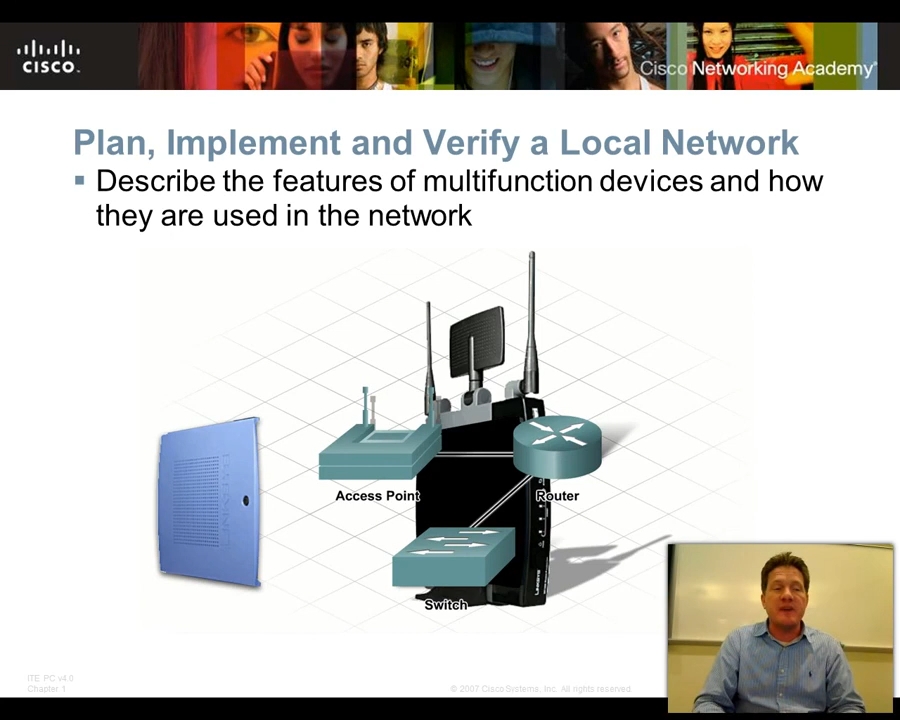 CISCO
Cisco Networking Academy
Plan, Implement and Verify a Local Network
Describe the features of multifunction devices and how
they are used in the network
Access Point
Router
Switch
ITE PC v4.0
Chapter 1
© 2007 Cisco Systems, Inc. All rights reserved.